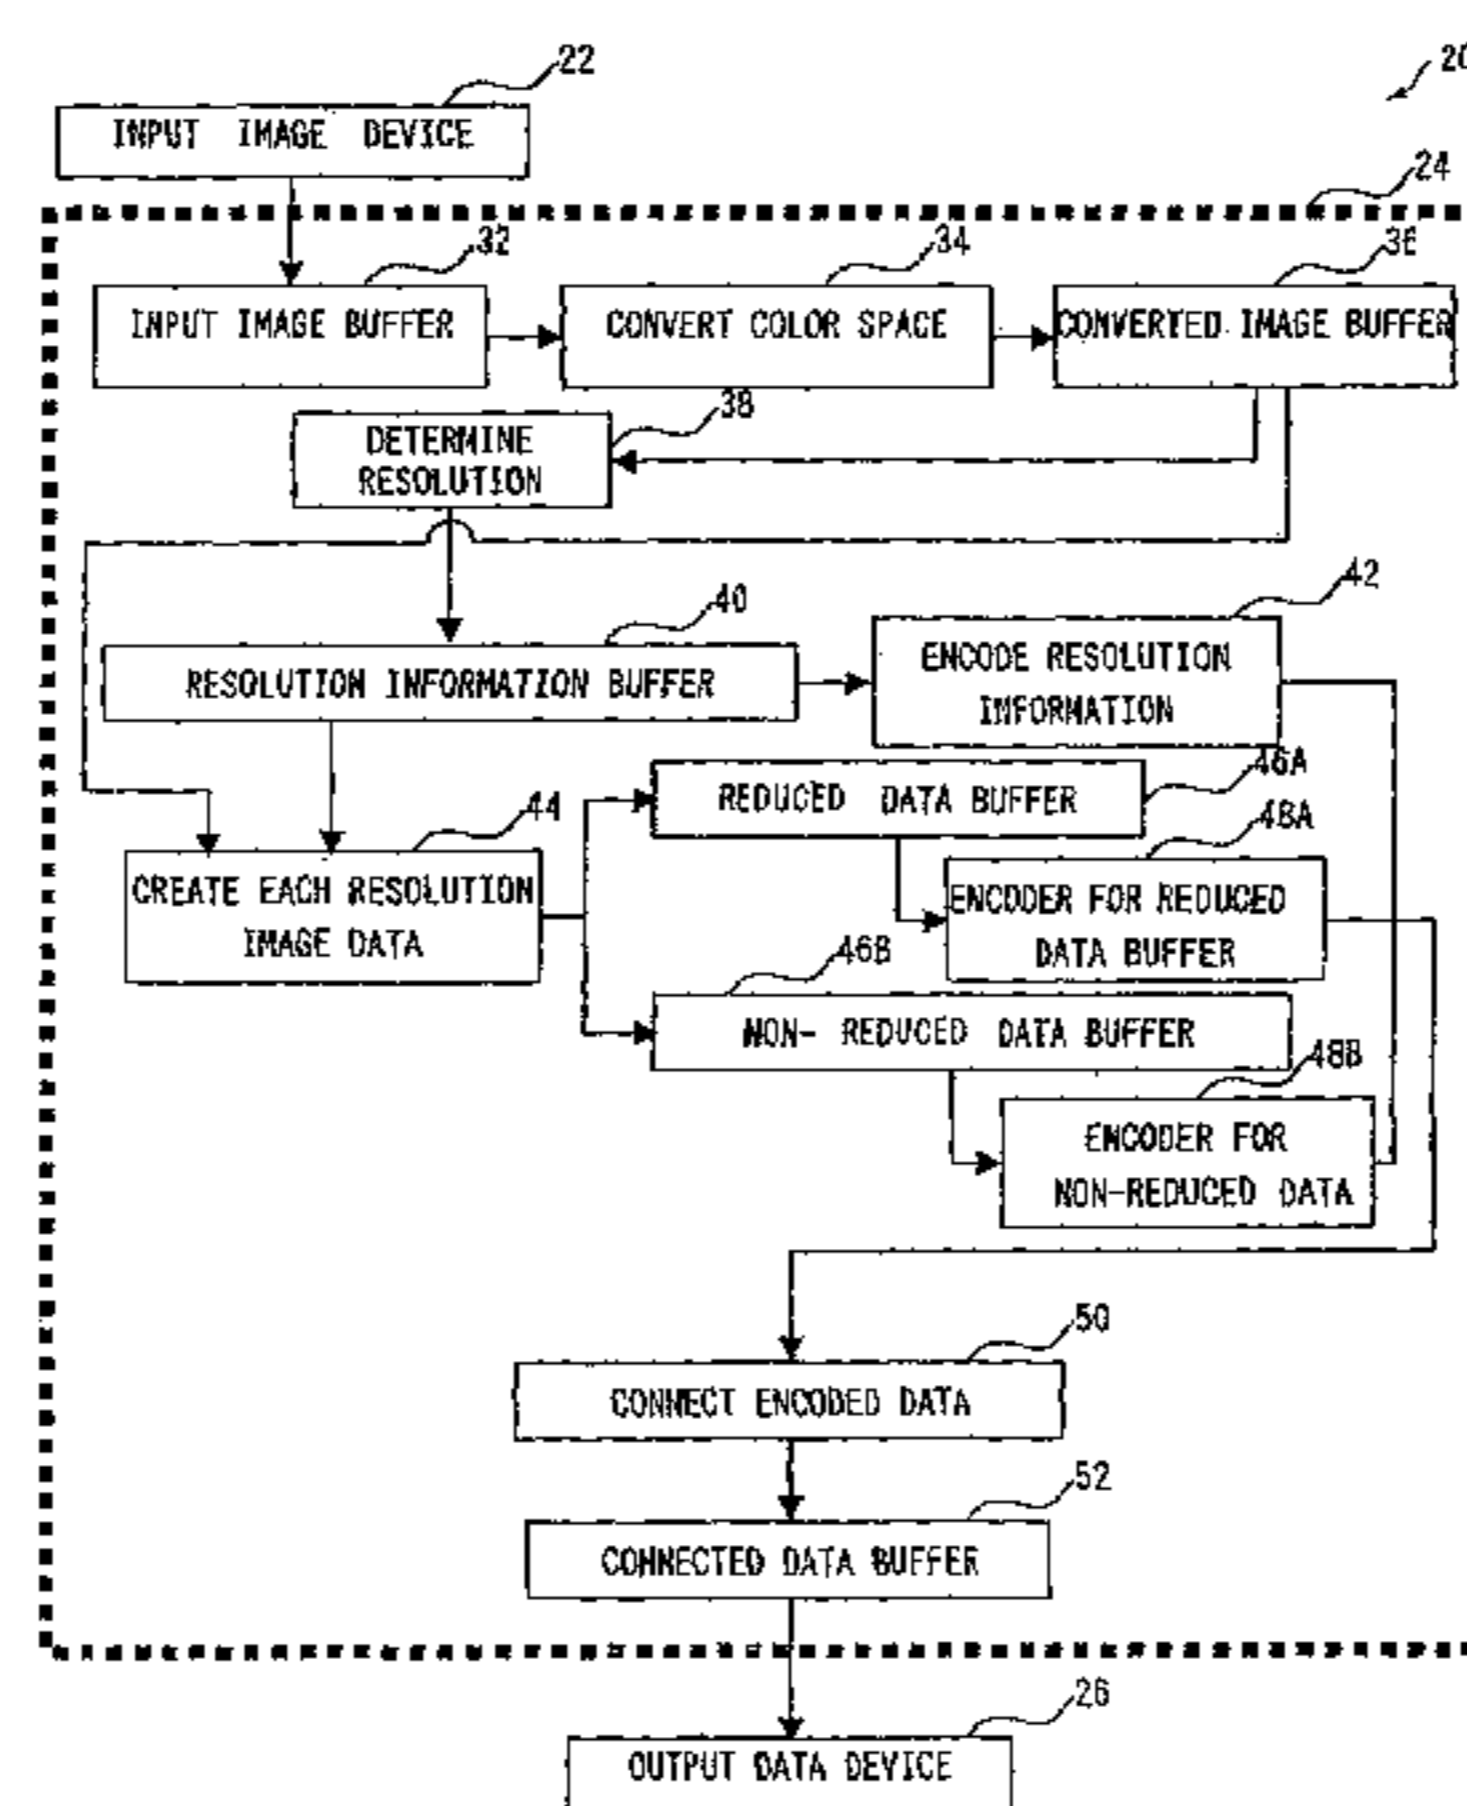 22
20
INPUT IMAGE DEVICE
24
32
34
36
INPUT IMAGE BUFFER
CONVERT COLOR SPACE
CONVERTED IMAGE BUFFER
38
DETERMINE
RESOLUTION
42
40
ENCODE RESOLUTION
INFORMATION
RESOLUTION INFORMATION BUFFER
46A
REDUCED DATA BUFFER
44
48A
CREATE EACH RESOLUTION
IMAGE DATA
ENCODER FOR REDUCED
DATA BUFFER
46B
NON- REDUCED DATA BUFFER
48B
ENCODER FOR
NON-REDUCED DATA
50
CONNECT ENCODED DATA
52
CONNECTED DATA BUFFER
26
OUTPUT DATA DEVICE